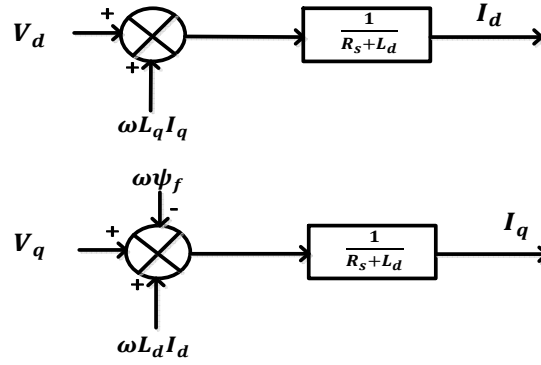 V_d + 1/(R_s+L_d) I_d
+
ωL_qI_q
ωψ_f
-
V_q + 1/(R_s+L_d) I_q
+
ωL_dI_d